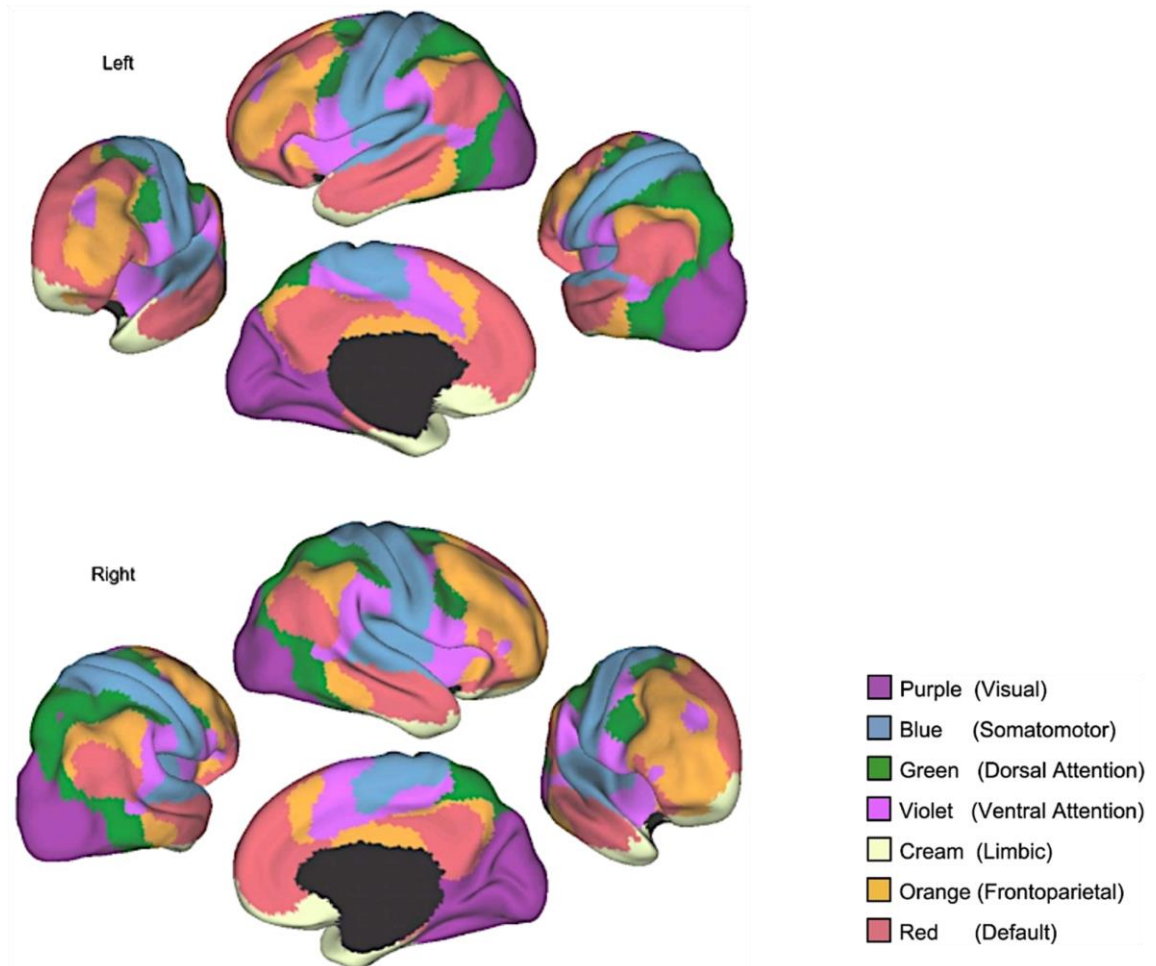 Left
Right
Purple (Visual)
Blue (Somatomotor)
Green (Dorsal Attention)
Violet (Ventral Attention)
Cream (Limbic)
Orange (Frontoparietal)
Red (Default)